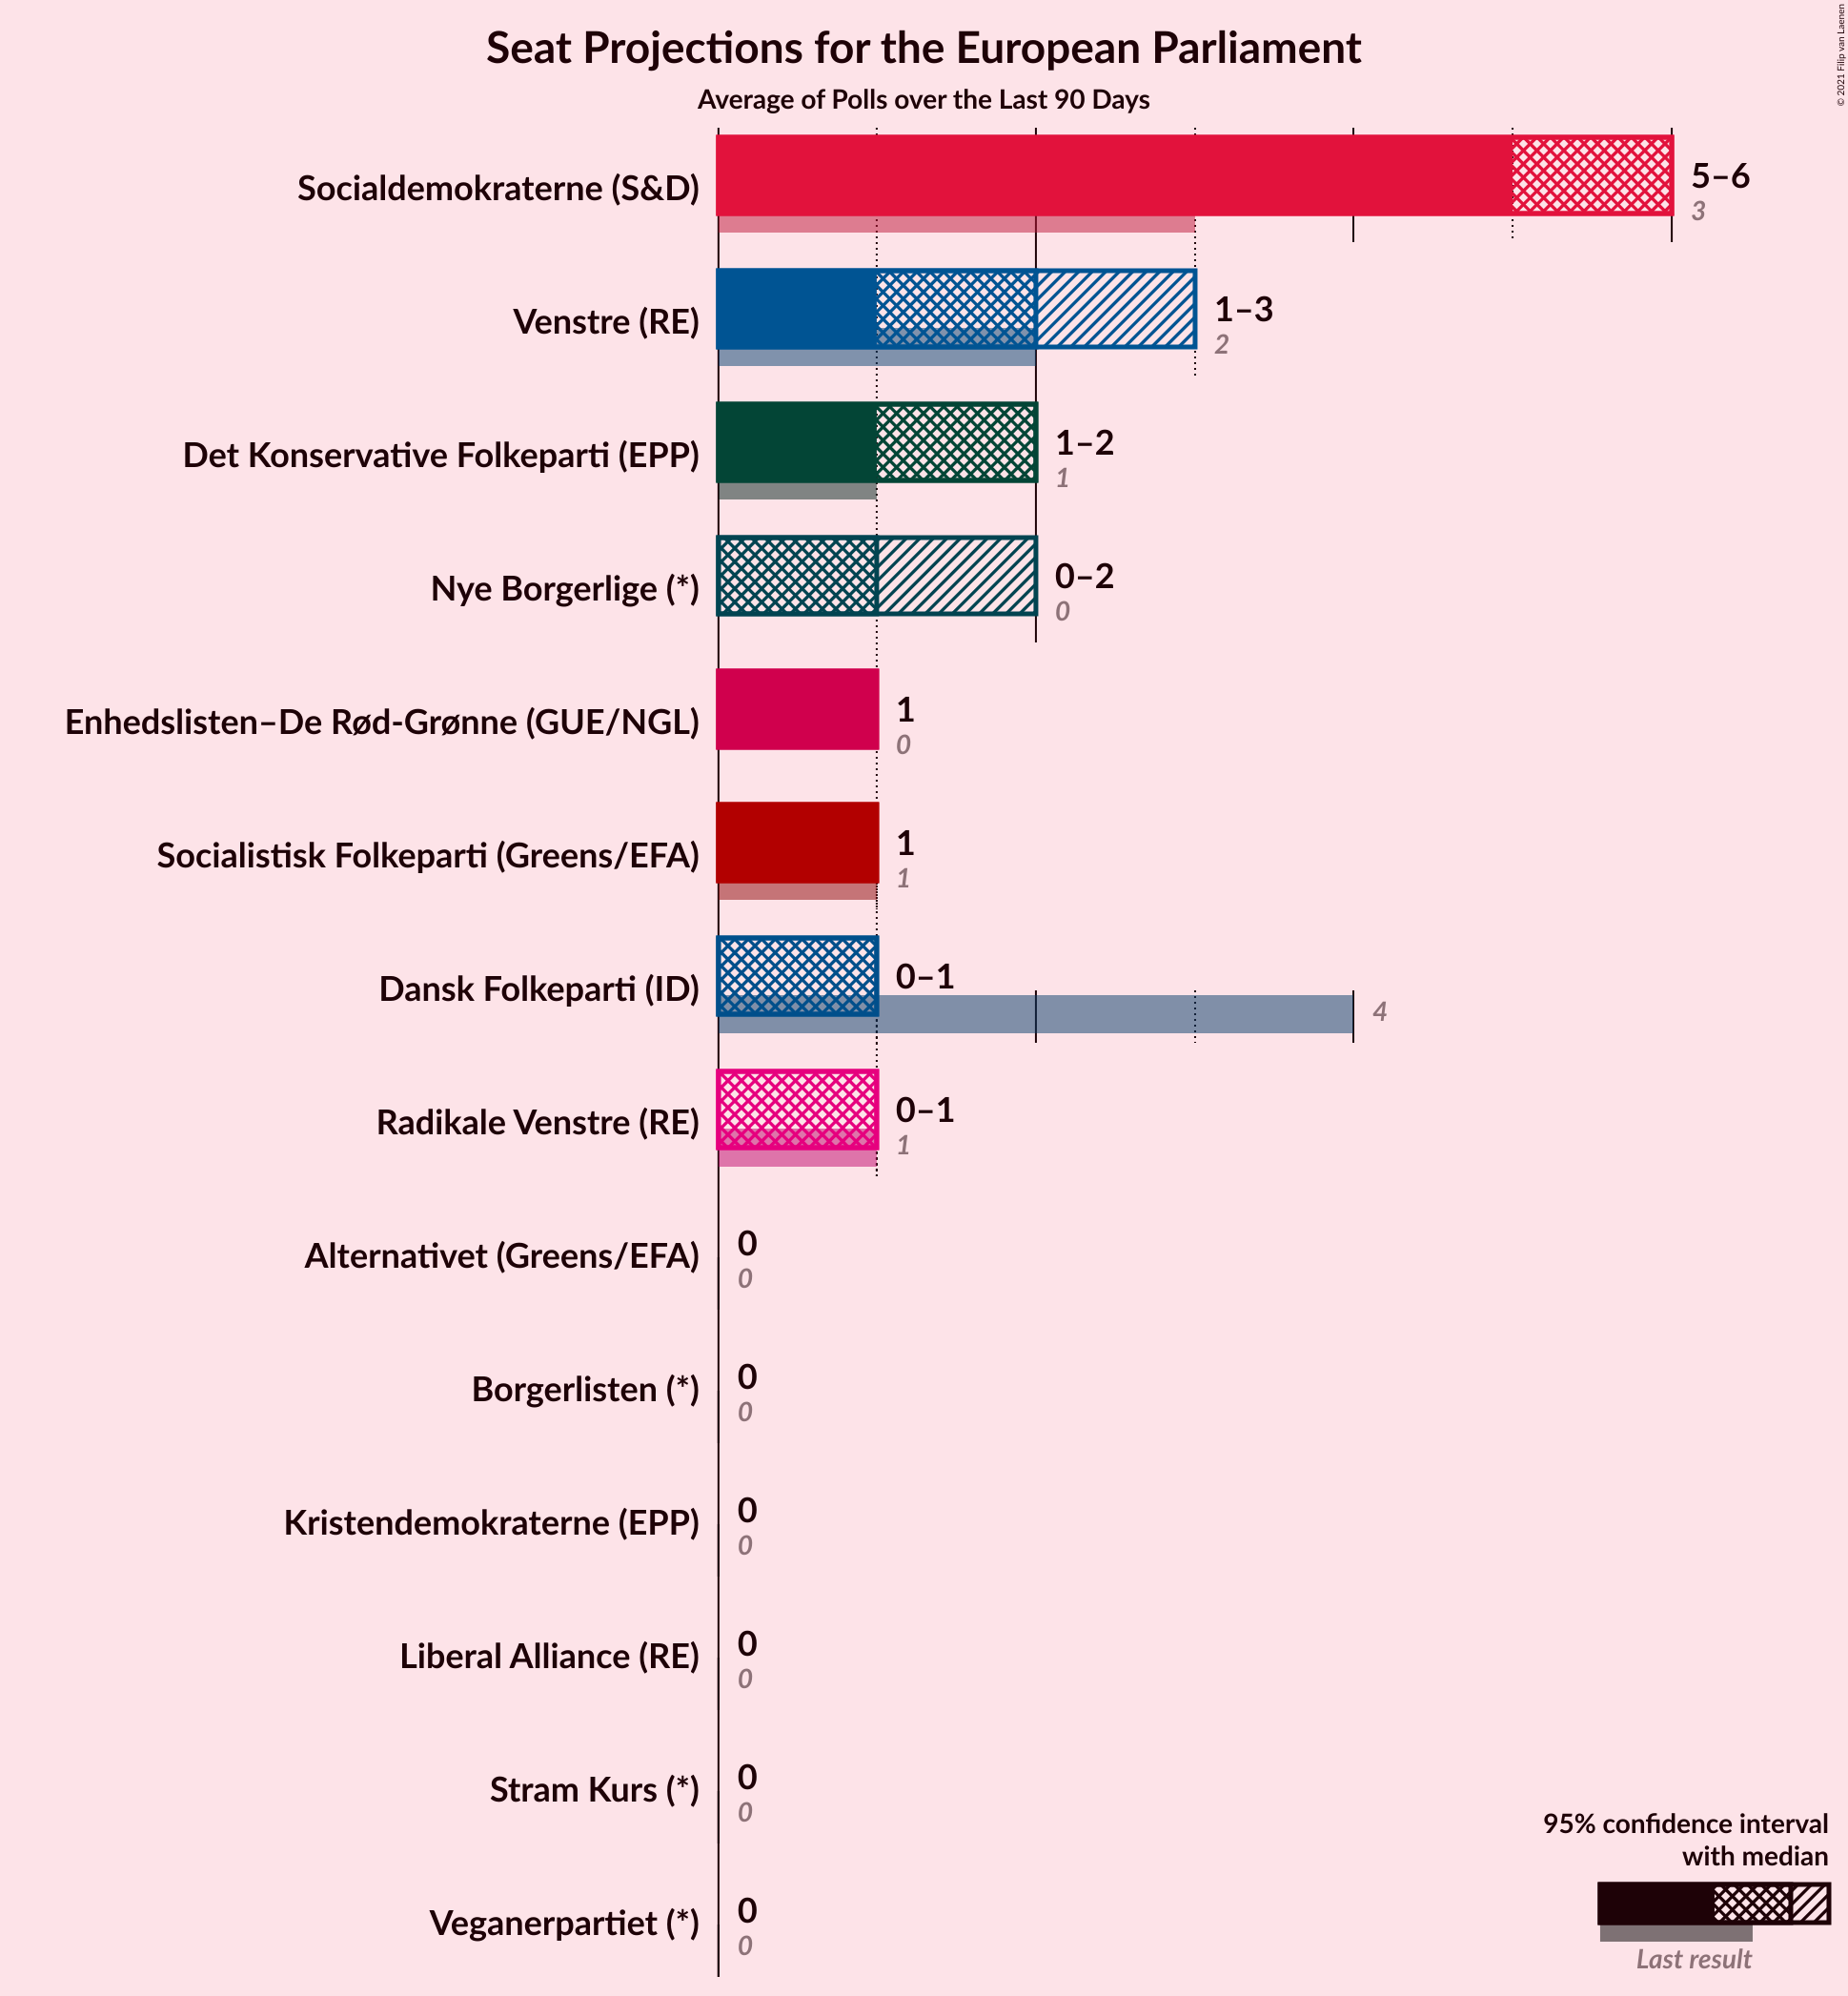 © 2021 Filip van Laenen
Seat Projections for the European Parliament
Average of Polls over the Last 90 Days
Socialdemokraterne (S&D)
5–6
3
Venstre (RE)
1–3
2
Det Konservative Folkeparti (EPP)
1–2
1
Nye Borgerlige (*)
0–2
0
Enhedslisten–De Rød-Grønne (GUE/NGL)
1
0
Socialistisk Folkeparti (Greens/EFA)
1
1
Dansk Folkeparti (ID)
0–1
4
Radikale Venstre (RE)
0–1
1
Alternativet (Greens/EFA)
0
0
Borgerlisten (*)
0
0
Kristendemokraterne (EPP)
0
0
Liberal Alliance (RE)
0
0
Stram Kurs (*)
0
0
Veganerpartiet (*)
0
0
95% confidence interval
with median
Last result